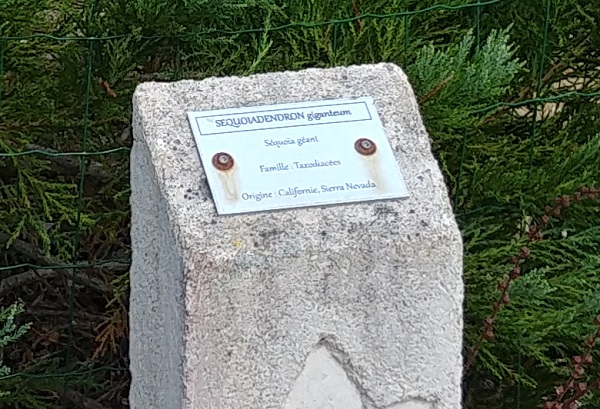 SEQUOIADENDRON giganteum
Séquoia géant
Famille : Taxodiacées
Origine : Californie, Sierra Nevada